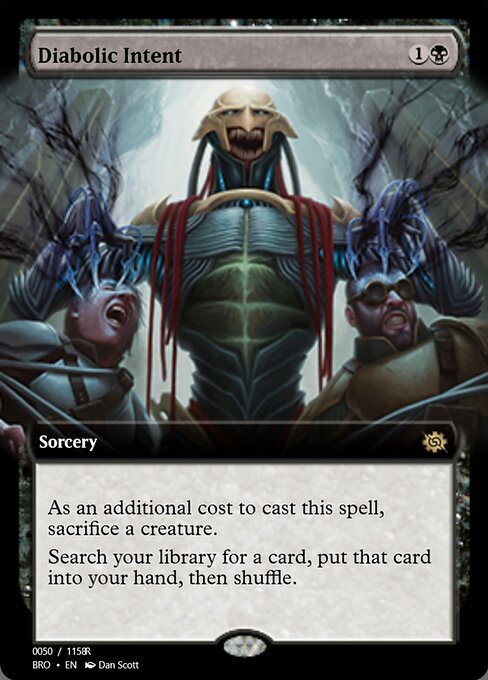 Diabolic Intent 1
Sorcery
As an additional cost to cast this spell,
sacrifice a creature.
Search your library for a card, put that card
into your hand, then shuffle.
0050 / 1158R
BRO • EN Dan Scott